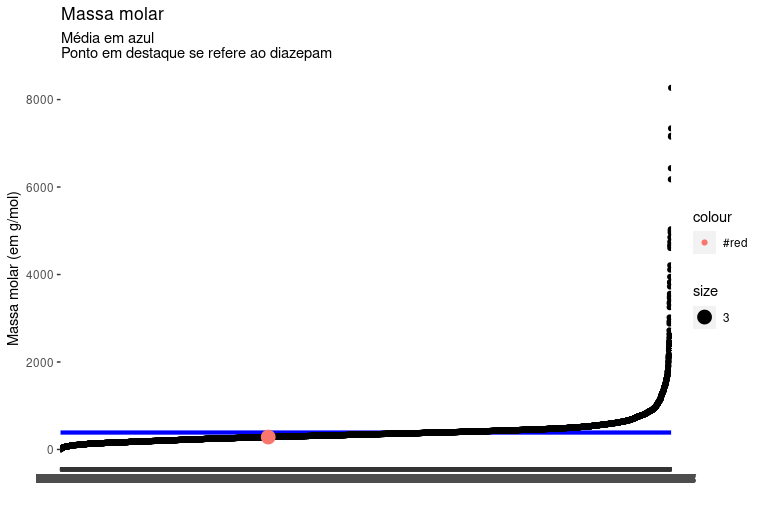 Massa molar
Média em azul
Ponto em destaque se refere ao diazepam
Massa molar (em g/mol)
8000
6000
4000
2000
0
colour
#red
size
3